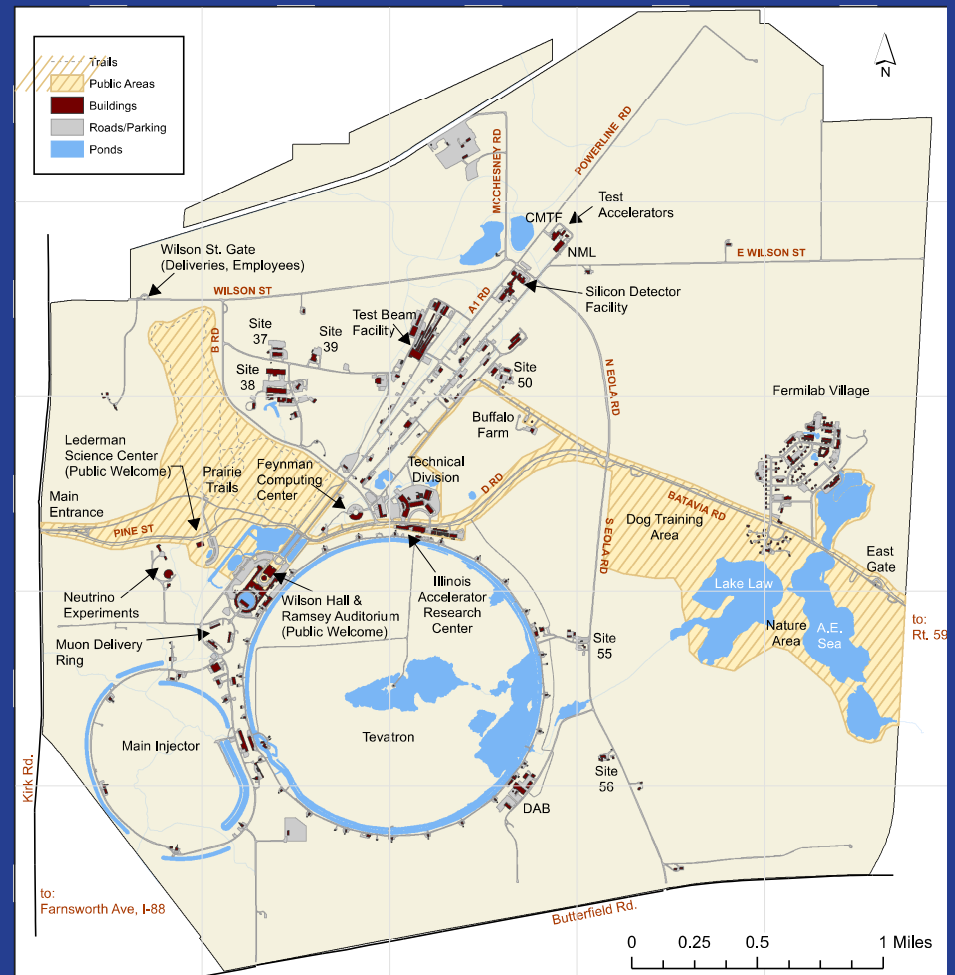 Trails
Public Areas
Buildings
Roads/Parking
Ponds
N
MCCHESNEY RD
POWERLINE RD
Test
Accelerators
CMTF
NML
E WILSON ST
Wilson St. Gate
(Deliveries, Employees)
WILSON ST
A1 RD
Silicon Detector
Facility
Test Beam
Facility
B RD
Site
37
Site
39
Site
38
Site
50
N EOLA RD
Fermilab Village
Buffalo
Farm
Lederman
Science Center
(Public Welcome)
Prairie
Trails
Feynman
Computing
Center
Technical
Division
D RD
Main
Entrance
PINE ST
BATAVIA RD
Dog Training
Area
S EOLA RD
East
Gate
Neutrino
Experiments
Wilson Hall &
Ramsey Auditorium
(Public Welcome)
Illinois
Accelerator
Research
Center
Lake Law
Nature
Area
A.E.
Sea
to:
Rt. 59
Muon Delivery
Ring
Site
55
Main Injector
Tevatron
Kirk Rd.
Site
56
DAB
to:
Farnsworth Ave, I-88
Butterfield Rd.
0 0.25 0.5 1 Miles